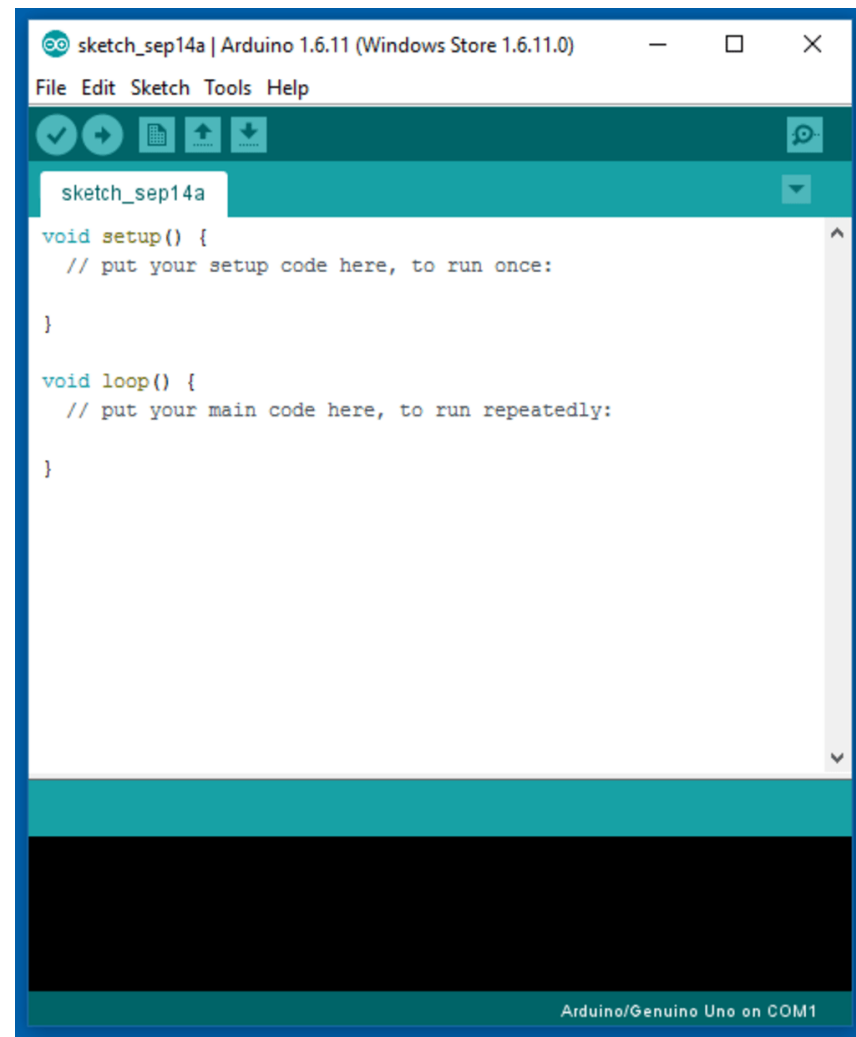 sketch_sep14a | Arduino 1.6.11 (Windows Store 1.6.11.0)
File Edit Sketch Tools Help
sketch_sep14a
void setup() {
  // put your setup code here, to run once:
}
void loop() {
  // put your main code here, to run repeatedly:
}
Arduino/Genuino Uno on COM1